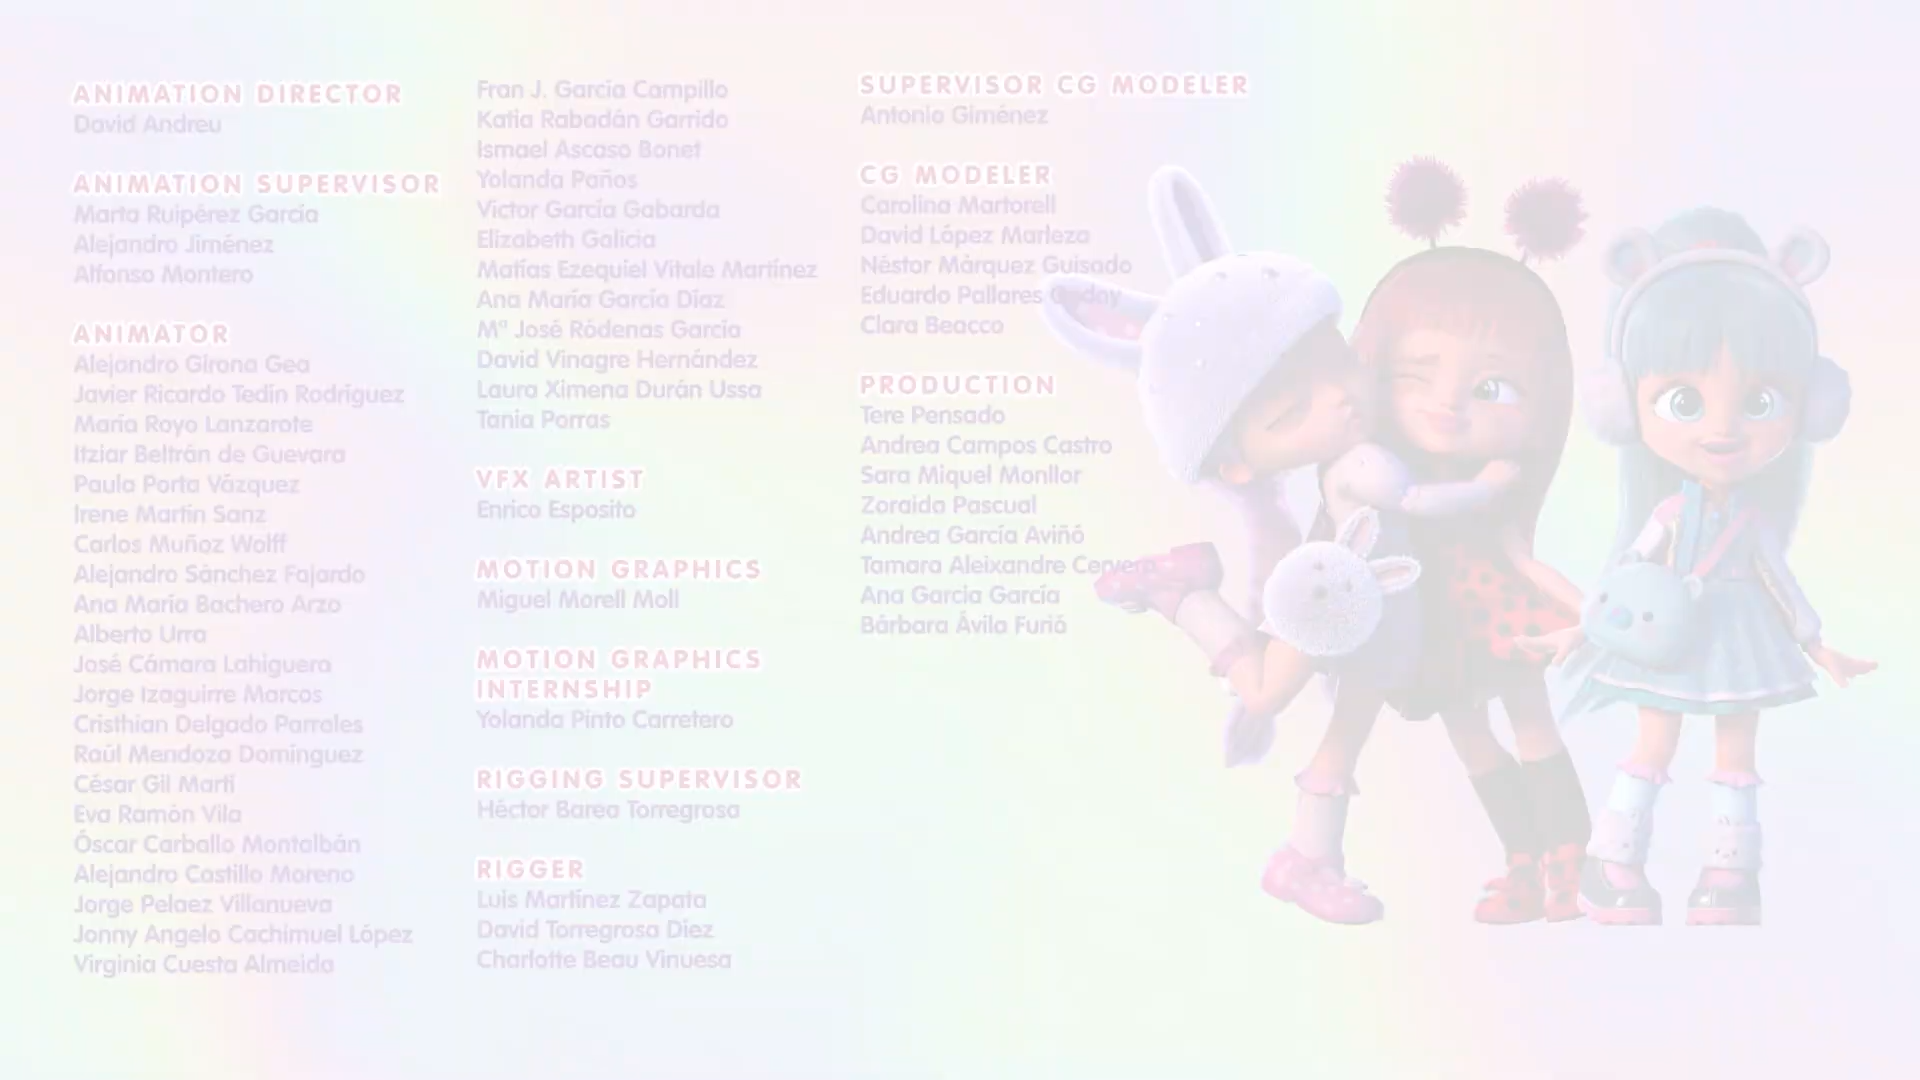 ANIMATION DIRECTOR
David Andreu
ANIMATION SUPERVISOR
Marta Ruipérez García
Alejandro Jiménez
Alfonso Montero
ANIMATOR
Alejandro Girona Gea
Javier Ricardo Tedín Rodríguez
María Royo Lanzarote
Itziar Beltrán de Guevara
Paula Porta Vázquez
Irene Martín Sanz
Carlos Muñoz Wolff
Alejandro Sánchez Fajardo
Ana María Bachero Arzo
Alberto Urra
José Cámara Lahiguera
Jorge Izaguirre Marcos
Cristhian Delgado Parrales
Raúl Mendoza Domínguez
César Gil Martí
Eva Ramón Vila
Óscar Carballo Montalbán
Alejandro Castillo Moreno
Jorge Pelaez Villanueva
Jonny Angelo Cachimuel López
Virginia Cuesta Almeida
Fran J. Garcia Campillo
Katia Rabadán Garrido
Ismael Ascaso Bonet
Yolanda Paños
Victor García Gabarda
Elizabeth Galicia
Matías Ezequiel Vitale Martínez
Ana María García Díaz
Mª José Ródenas García
David Vinagre Hernández
Laura Ximena Durán Ussa
Tania Porras
VFX ARTIST
Enrico Esposito
MOTION GRAPHICS
Miguel Morell Moll
MOTION GRAPHICS
INTERNSHIP
Yolanda Pinto Carretero
RIGGING SUPERVISOR
Héctor Barea Torregrosa
RIGGER
Luis Martínez Zapata
David Torregrosa Díez
Charlotte Beau Vinuesa
SUPERVISOR CG MODELER
Antonio Giménez
CG MODELER
Carolina Martorell
David López Marleza
Néstor Márquez Guisado
Eduardo Pallares Goday
Clara Beacco
PRODUCTION
Tere Pensado
Andrea Campos Castro
Sara Miquel Monllor
Zoraida Pascual
Andrea García Aviñó
Tamara Aleixandre Cervera
Ana García García
Bárbara Ávila Furió